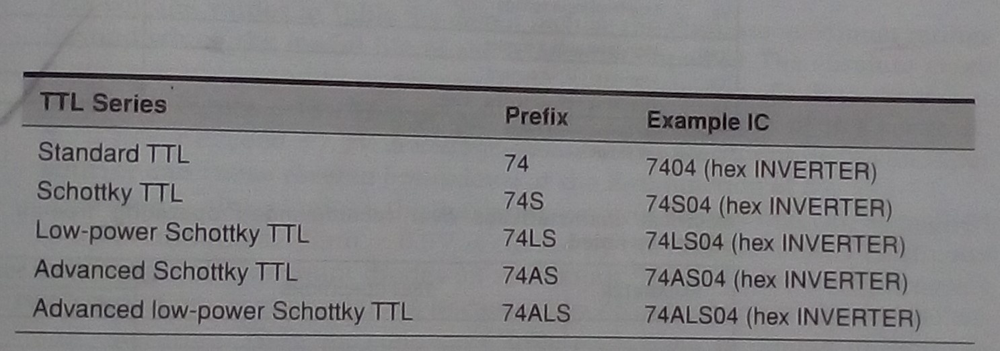 TTL Series Prefix Example IC
Standard TTL 74 7404 (hex INVERTER)
Schottky TTL 74S 74S04 (hex INVERTER)
Low-power Schottky TTL 74LS 74LS04 (hex INVERTER)
Advanced Schottky TTL 74AS 74AS04 (hex INVERTER)
Advanced low-power Schottky TTL 74ALS 74ALS04 (hex INVERTER)